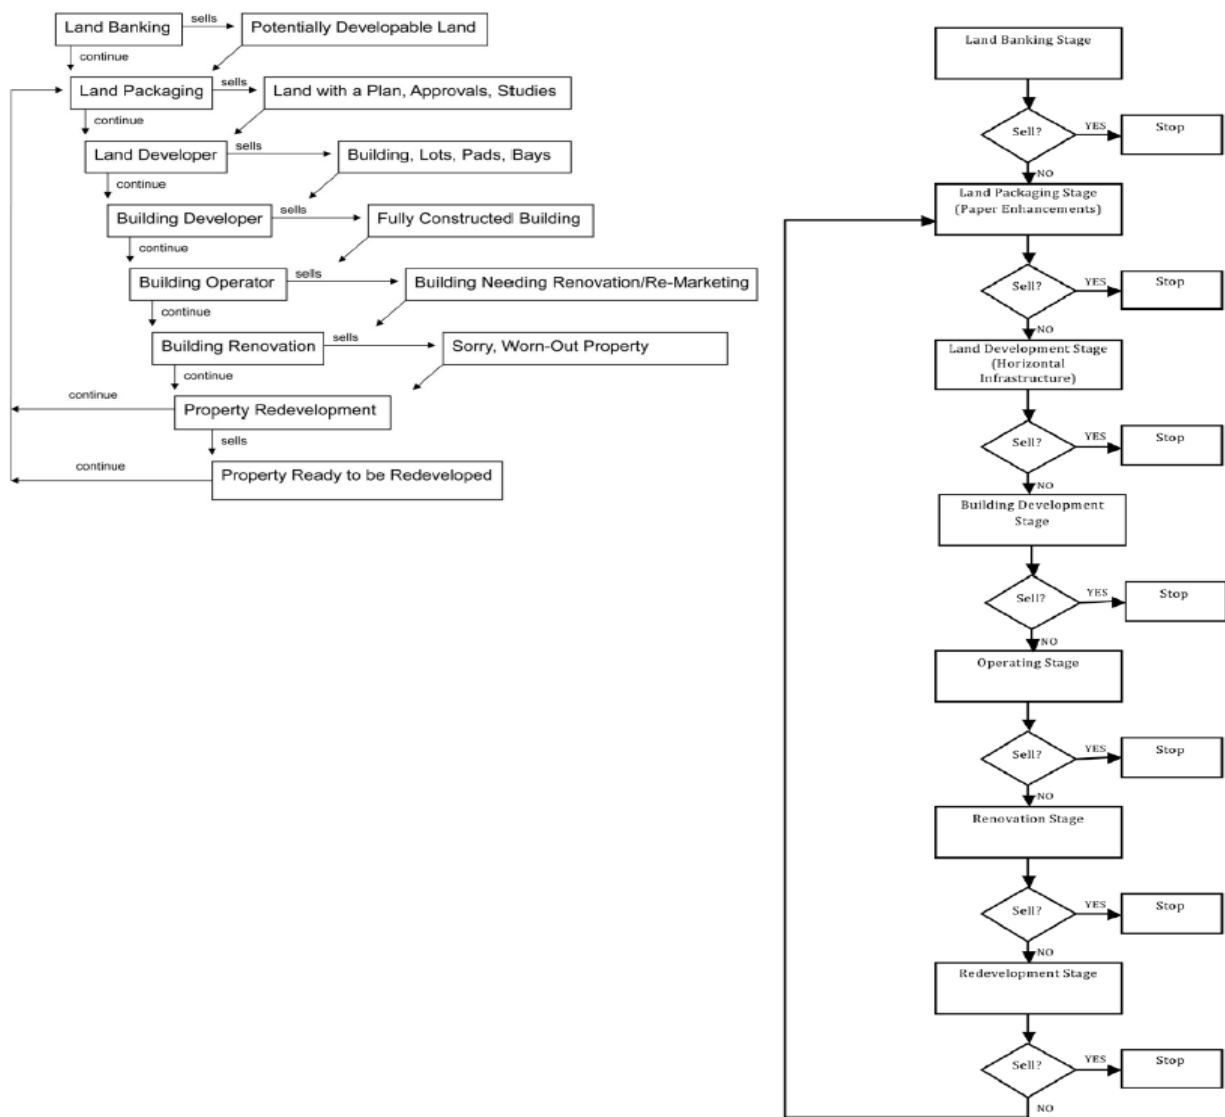 Land Banking
sells
Potentially Developable Land
continue
Land Packaging
sells
Land with a Plan, Approvals, Studies
continue
Land Developer
sells
Building, Lots, Pads, Bays
continue
Building Developer
sells
Fully Constructed Building
continue
Building Operator
sells
Building Needing Renovation/Re-Marketing
continue
Building Renovation
sells
Sorry, Worn-Out Property
continue
continue
Property Redevelopment
sells
continue
Property Ready to be Redeveloped
Land Banking Stage
Sell?
YES
Stop
NO
Land Packaging Stage
(Paper Enhancements)
Sell?
YES
Stop
NO
Land Development Stage
(Horizontal
Infrastructure)
Sell?
YES
Stop
NO
Building Development
Stage
Sell?
YES
Stop
NO
Operating Stage
Sell?
YES
Stop
NO
Renovation Stage
Sell?
YES
Stop
NO
Redevelopment Stage
Sell?
YES
Stop
NO